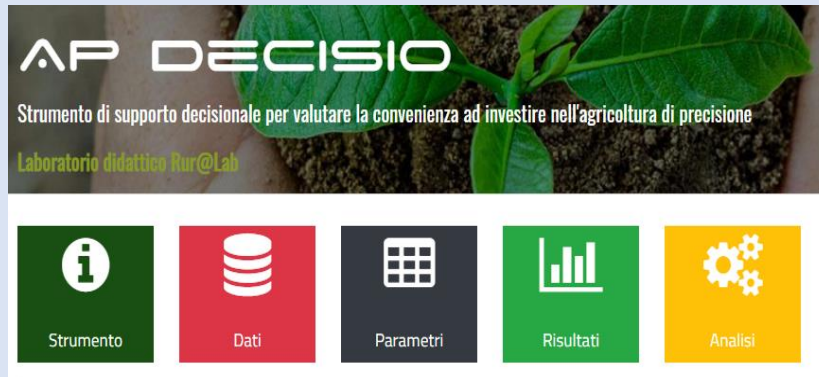 AP DECISIO
Strumento di supporto decisionale per valutare la convenienza ad investire nell'agricoltura di precisione
Laboratorio didattico Rur@Lab
Strumento
Dati
Parametri
Risultati
Analisi